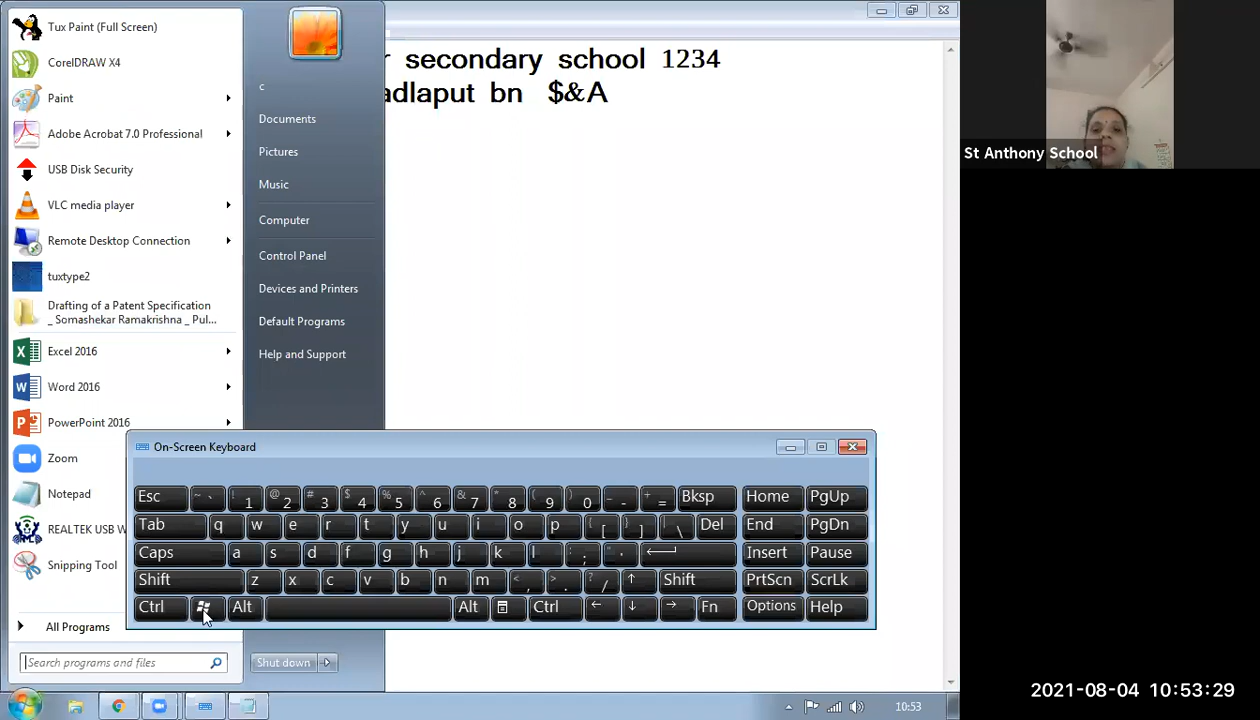 Tux Paint (Full Screen)
CorelDRAW X4
Paint
Adobe Acrobat 7.0 Professional
USB Disk Security
VLC media player
Remote Desktop Connection
tuxtype2
Drafting of a Patent Specification
_ Somashekar Ramakrishna _ Pul...
Excel 2016
Word 2016
PowerPoint 2016
Zoom
Notepad
REALTEK USB W
Snipping Tool
All Programs
Search programs and files
c
Documents
Pictures
Music
Computer
Control Panel
Devices and Printers
Default Programs
Help and Support
Shut down
r secondary school 1234
adlaput bn $&A
On-Screen Keyboard
Esc ~ ` ! 1 @ 2 # 3 $ 4 % 5 ^ 6 & 7 * 8 ( 9 ) 0 _ - + = Bksp Home PgUp
Tab q w e r t y u i o p { [ } ] | \ Del End PgDn
Caps a s d f g h j k l : ; " ' Insert Pause
Shift z x c v b n m < , > . ? / ↑ Shift PrtScn ScrLk
Ctrl Alt Alt Ctrl ← ↓ → Fn Options Help
10:53
St Anthony School
2021-08-04 10:53:29